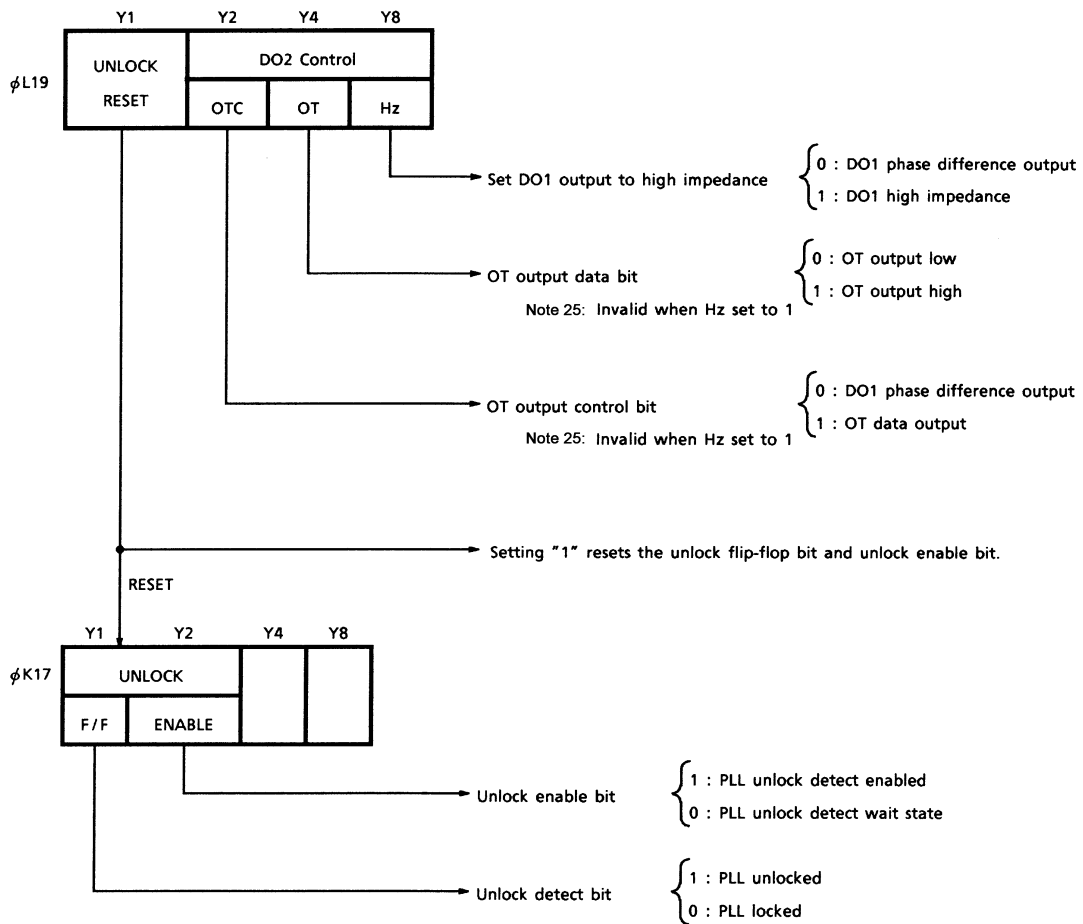 Y1 Y2 Y4 Y8
φL19
UNLOCK
RESET
DO2 Control
OTC OT Hz
Set DO1 output to high impedance
0 : DO1 phase difference output
1 : DO1 high impedance
OT output data bit
Note 25: Invalid when Hz set to 1
0 : OT output low
1 : OT output high
OT output control bit
Note 25: Invalid when Hz set to 1
0 : DO1 phase difference output
1 : OT data output
Setting "1" resets the unlock flip-flop bit and unlock enable bit.
RESET
Y1 Y2 Y4 Y8
φK17
UNLOCK
F/F ENABLE
Unlock enable bit
1 : PLL unlock detect enabled
0 : PLL unlock detect wait state
Unlock detect bit
1 : PLL unlocked
0 : PLL locked